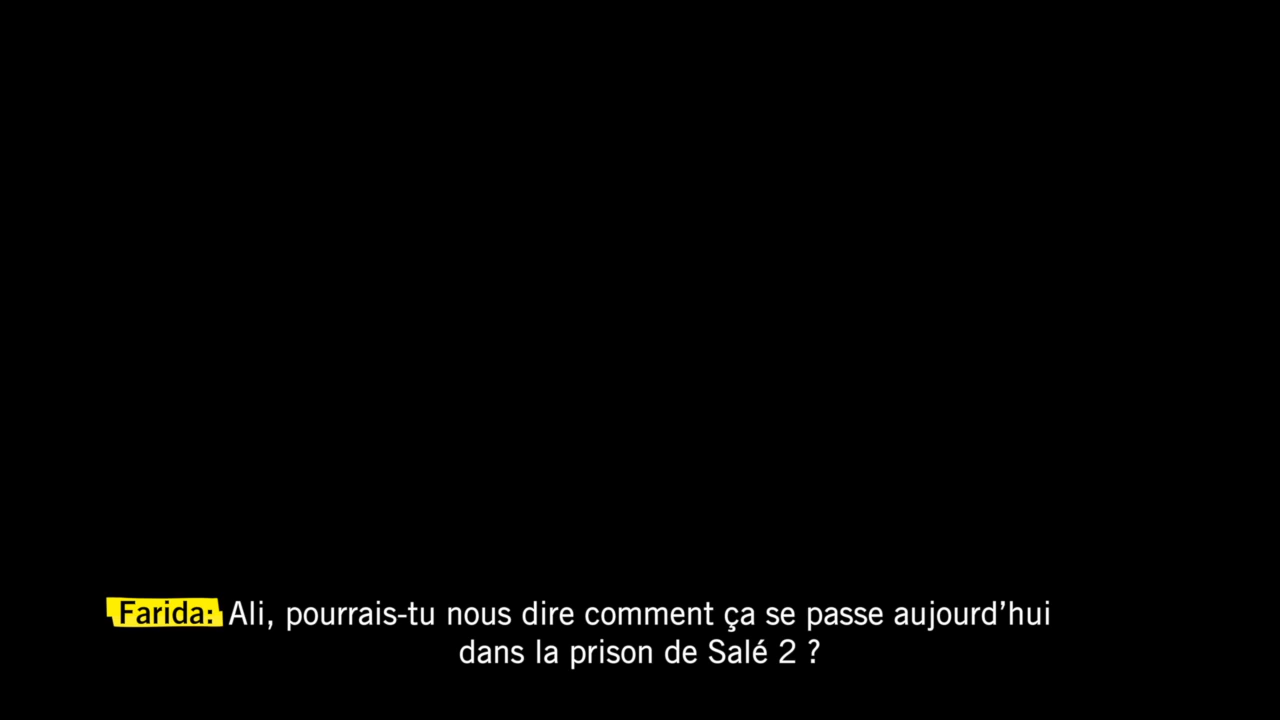 Farida: Ali, pourrais-tu nous dire comment ça se passe aujourd’hui
dans la prison de Salé 2 ?